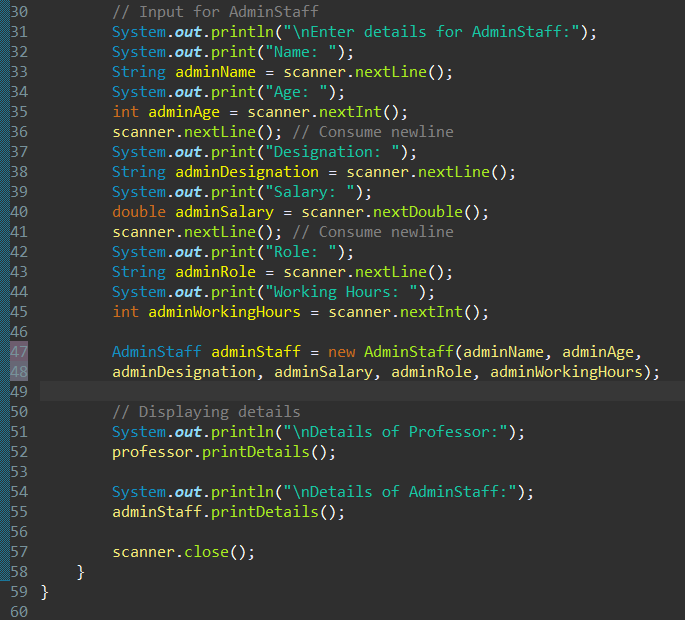 30 // Input for AdminStaff
31 System.out.println("\nEnter details for AdminStaff:");
32 System.out.print("Name: ");
33 String adminName = scanner.nextLine();
34 System.out.print("Age: ");
35 int adminAge = scanner.nextInt();
36 scanner.nextLine(); // Consume newline
37 System.out.print("Designation: ");
38 String adminDesignation = scanner.nextLine();
39 System.out.print("Salary: ");
40 double adminSalary = scanner.nextDouble();
41 scanner.nextLine(); // Consume newline
42 System.out.print("Role: ");
43 String adminRole = scanner.nextLine();
44 System.out.print("Working Hours: ");
45 int adminWorkingHours = scanner.nextInt();
46
47 AdminStaff adminStaff = new AdminStaff(adminName, adminAge,
48 adminDesignation, adminSalary, adminRole, adminWorkingHours);
49
50 // Displaying details
51 System.out.println("\nDetails of Professor:");
52 professor.printDetails();
53
54 System.out.println("\nDetails of AdminStaff:");
55 adminStaff.printDetails();
56
57 scanner.close();
58 }
59 }
60